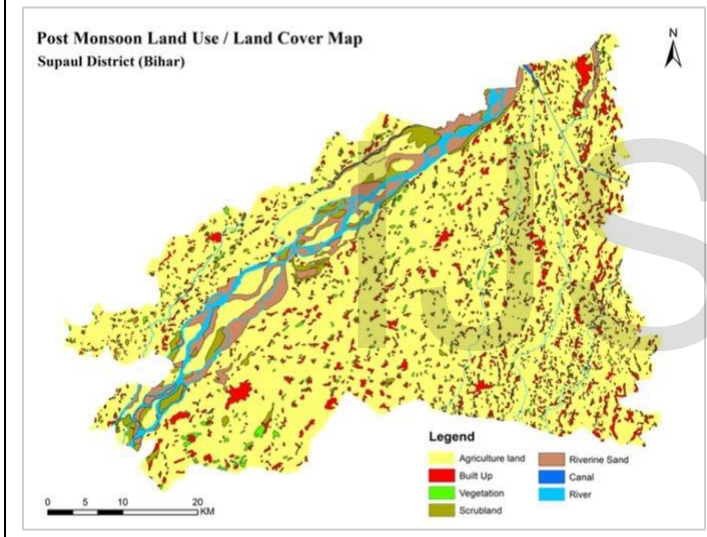 Post Monsoon Land Use / Land Cover Map
Supaul District (Bihar)
N
IJS
Legend
Agriculture land
Built Up
Vegetation
Scrubland
Riverine Sand
Canal
River
0 5 10 20
KM